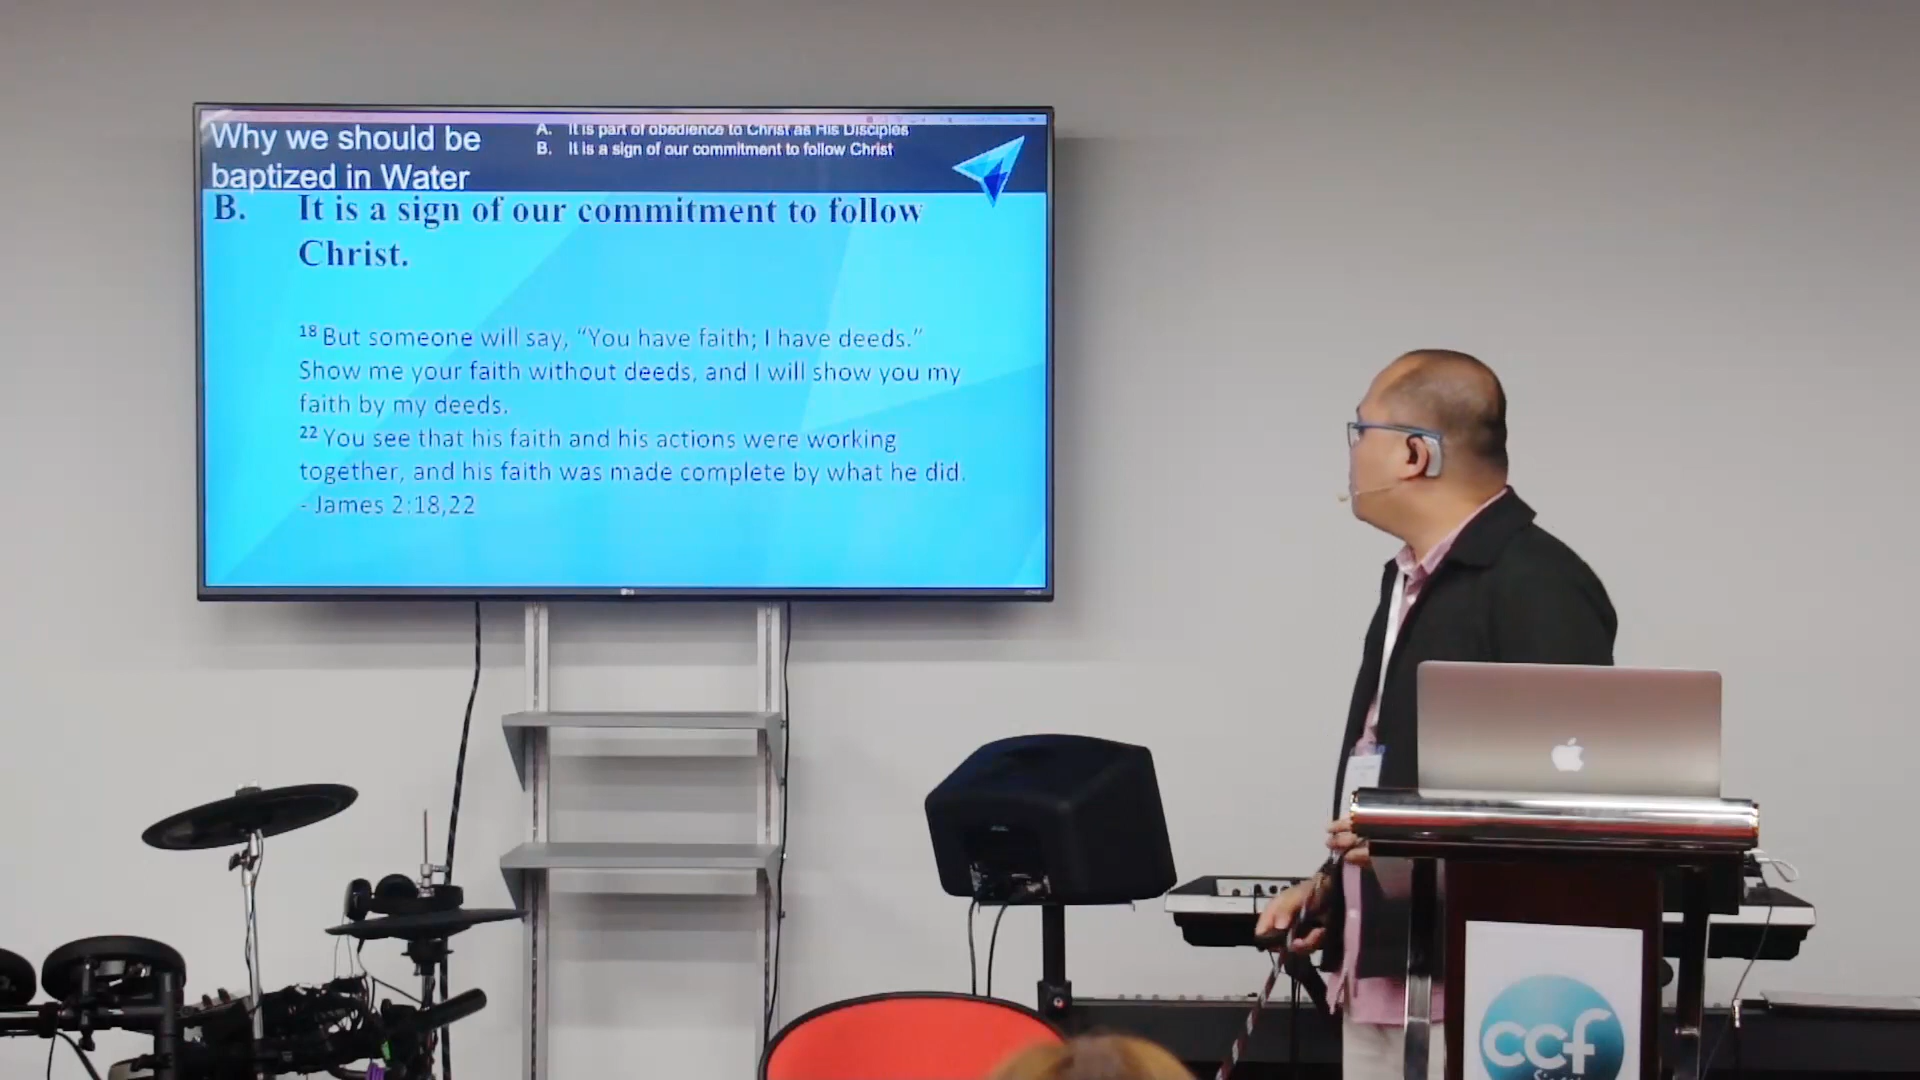 Why we should be
baptized in Water
A. It is part of obedience to Christ as His Disciples
B. It is a sign of our commitment to follow Christ
B. It is a sign of our commitment to follow
Christ.
18 But someone will say, “You have faith; I have deeds.”
Show me your faith without deeds, and I will show you my
faith by my deeds.
22 You see that his faith and his actions were working
together, and his faith was made complete by what he did.
- James 2:18,22
LG
ccf